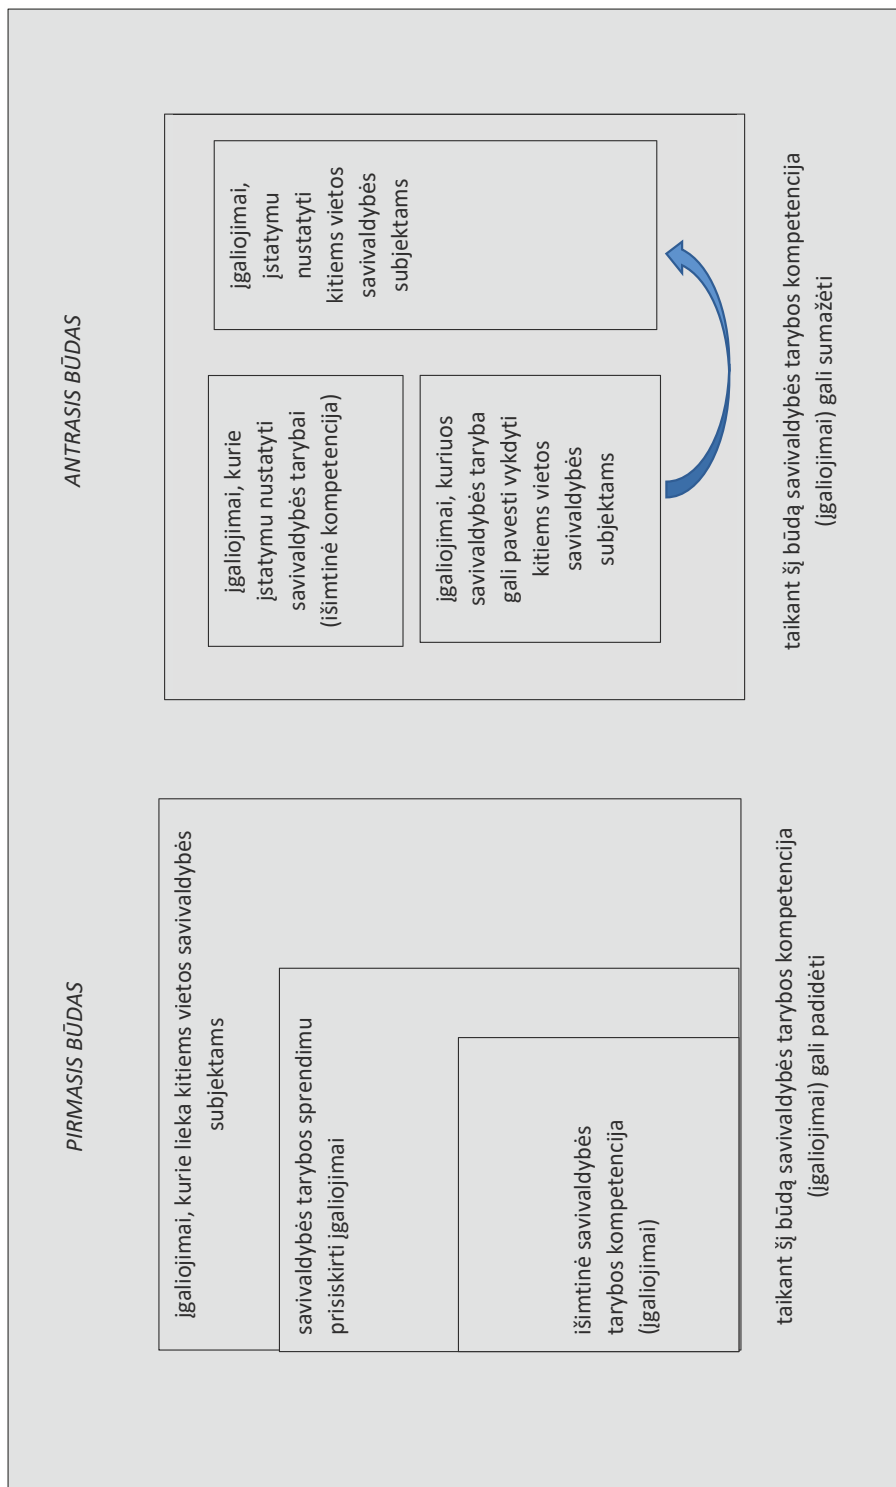 PIRMASIS BŪDAS
įgaliojimai, kurie lieka kitiems vietos savivaldybės
subjektams
savivaldybės tarybos sprendimu
prisiskirti įgaliojimai
išimtinė savivaldybės
tarybos kompetencija
(įgaliojimai)
taikant šį būdą savivaldybės tarybos kompetencija
(įgaliojimai) gali padidėti
ANTRASIS BŪDAS
įgaliojimai, kurie
įstatymu nustatyti
savivaldybės tarybai
(išimtinė kompetencija)
įgaliojimai, kuriuos
savivaldybės taryba
gali pavesti vykdyti
kitiems vietos
savivaldybės
subjektams
įgaliojimai,
įstatymu
nustatyti
kitiems vietos
savivaldybės
subjektams
taikant šį būdą savivaldybės tarybos kompetencija
(įgaliojimai) gali sumažėti